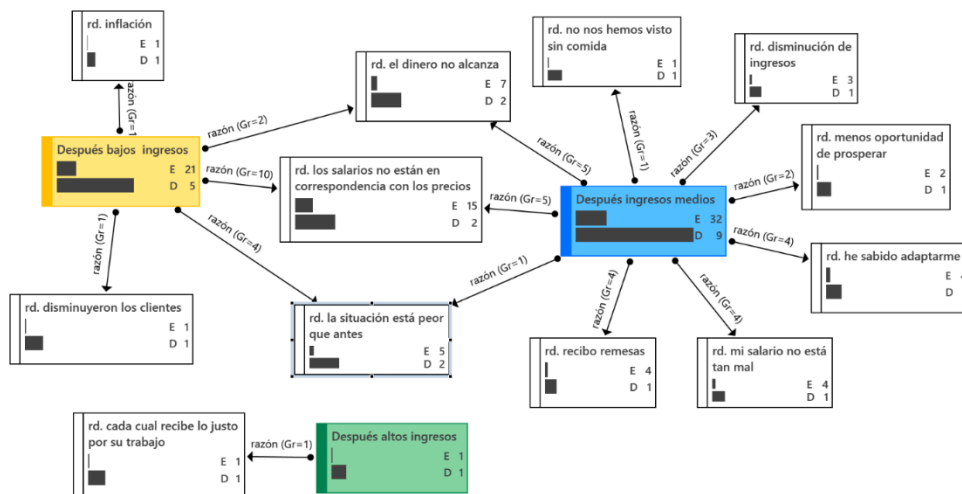 rd. inflación
E 1
D 1
rd. el dinero no alcanza
E 7
D 2
rd. no nos hemos visto
sin comida
E 1
D 1
rd. disminución de
ingresos
E 3
D 1
razón (Gr=1
razón (Gr=2)
razón (Gr=5)
razón (Gr=1)
razón (Gr=3)
Después bajos ingresos
E 21
D 5
razón (Gr=10)
rd. los salarios no están en
correspondencia con los precios
E 15
D 2
razón (Gr=5)
Después ingresos medios
E 32
D 9
razón (Gr=2)
rd. menos oportunidad
de prosperar
E 2
D 1
razón (Gr=1)
razón (Gr=4)
razón (Gr=1)
razón (Gr=4)
razón (Gr=4)
razón (Gr=4)
rd. he sabido adaptarme
E
D
rd. disminuyeron los clientes
E 1
D 1
rd. la situación está peor
que antes
E 5
D 2
rd. recibo remesas
E 4
D 1
rd. mi salario no está
tan mal
E 4
D 1
rd. cada cual recibe lo justo
por su trabajo
E 1
D 1
razón (Gr=1)
Después altos ingresos
E 1
D 1